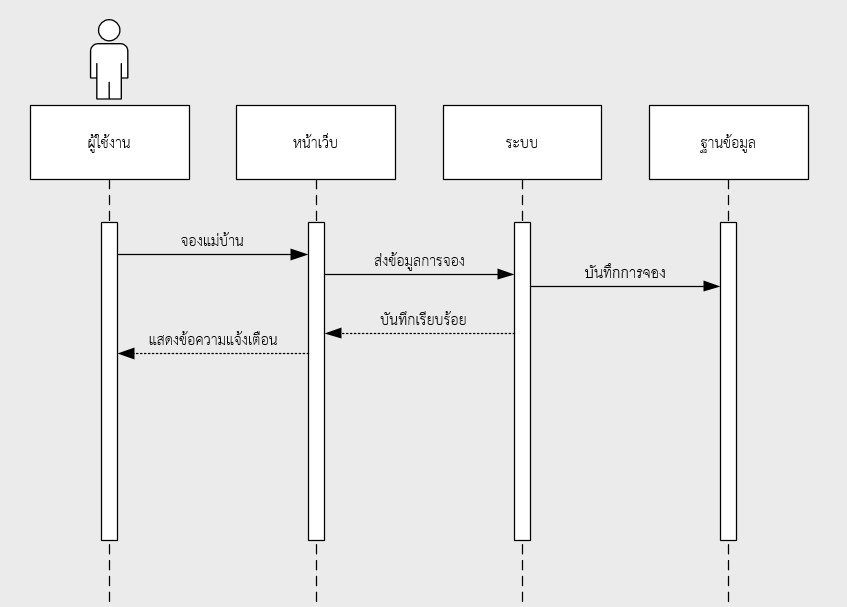 ผู้ใช้งาน
หน้าเว็บ
ระบบ
ฐานข้อมูล
จองแม่บ้าน
ส่งข้อมูลการจอง
บันทึกการจอง
บันทึกเรียบร้อย
แสดงข้อความแจ้งเตือน